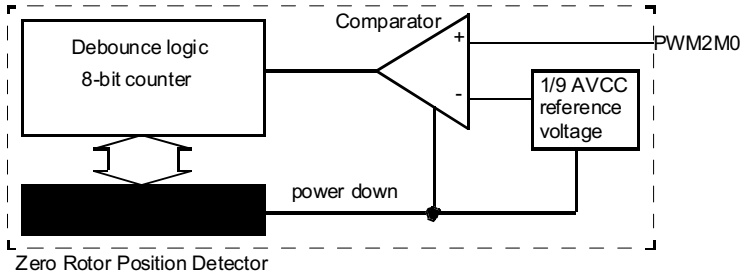 Comparator
Debounce logic
8-bit counter
+
PWM2M0
-
1/9 AVCC
reference
voltage
power down
Zero Rotor Position Detector